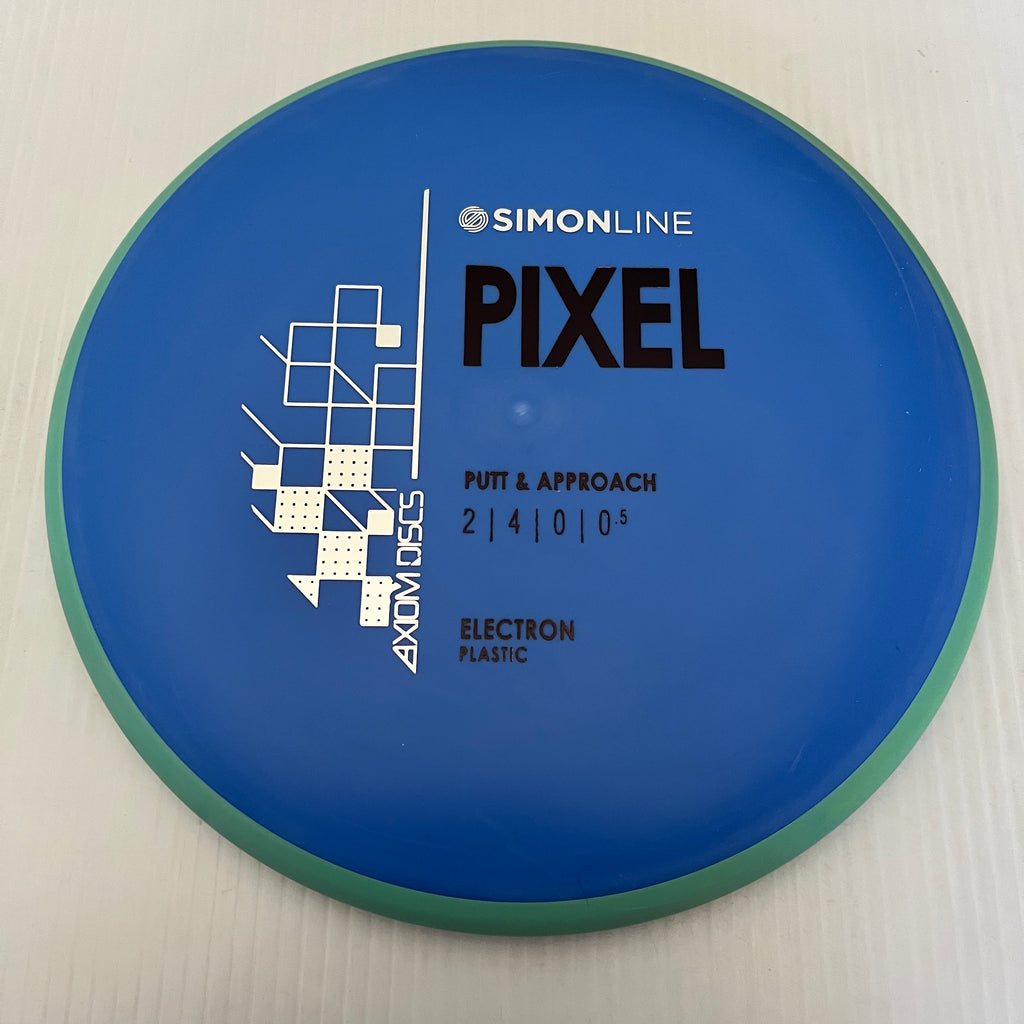 SIMONLINE
PIXEL
PUTT & APPROACH
2 | 4 | 0 | 0.5
ELECTRON
PLASTIC
AXIOM DISCS